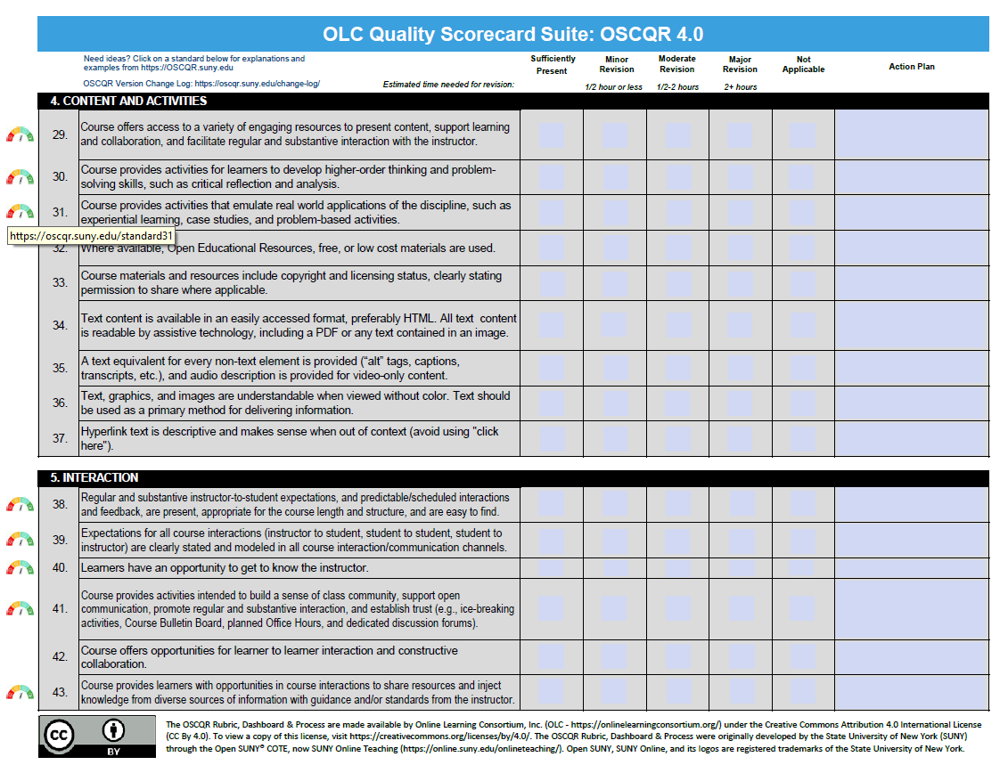 OLC Quality Scorecard Suite: OSCQR 4.0
Need ideas? Click on a standard below for explanations and
examples from https://OSCQR.suny.edu
OSCQR Version Change Log: https://oscqr.suny.edu/change-log/
Estimated time needed for revision:
Sufficiently
Present
Minor
Revision
1/2 hour or less
Moderate
Revision
1/2-2 hours
Major
Revision
2+ hours
Not
Applicable
Action Plan
4. CONTENT AND ACTIVITIES
29. Course offers access to a variety of engaging resources to present content, support learning
and collaboration, and facilitate regular and substantive interaction with the instructor.
30. Course provides activities for learners to develop higher-order thinking and problem-
solving skills, such as critical reflection and analysis.
31. Course provides activities that emulate real world applications of the discipline, such as
experiential learning, case studies, and problem-based activities.
https://oscqr.suny.edu/standard31
32. Where available, Open Educational Resources, free, or low cost materials are used.
33. Course materials and resources include copyright and licensing status, clearly stating
permission to share where applicable.
34. Text content is available in an easily accessed format, preferably HTML. All text content
is readable by assistive technology, including a PDF or any text contained in an image.
35. A text equivalent for every non-text element is provided (“alt” tags, captions,
transcripts, etc.), and audio description is provided for video-only content.
36. Text, graphics, and images are understandable when viewed without color. Text should
be used as a primary method for delivering information.
37. Hyperlink text is descriptive and makes sense when out of context (avoid using "click
here").
5. INTERACTION
38. Regular and substantive instructor-to-student expectations, and predictable/scheduled interactions
and feedback, are present, appropriate for the course length and structure, and are easy to find.
39. Expectations for all course interactions (instructor to student, student to student, student to
instructor) are clearly stated and modeled in all course interaction/communication channels.
40. Learners have an opportunity to get to know the instructor.
41. Course provides activities intended to build a sense of class community, support open
communication, promote regular and substantive interaction, and establish trust (e.g., ice-breaking
activities, Course Bulletin Board, planned Office Hours, and dedicated discussion forums).
42. Course offers opportunities for learner to learner interaction and constructive
collaboration.
43. Course provides learners with opportunities in course interactions to share resources and inject
knowledge from diverse sources of information with guidance and/or standards from the instructor.
CC
BY
The OSCQR Rubric, Dashboard & Process are made available by Online Learning Consortium, Inc. (OLC - https://onlinelearningconsortium.org/) under the Creative Commons Attribution 4.0 International License
(CC By 4.0). To view a copy of this license, visit https://creativecommons.org/licenses/by/4.0/. The OSCQR Rubric, Dashboard & Process were originally developed by the State University of New York (SUNY)
through the Open SUNY® COTE, now SUNY Online Teaching (https://online.suny.edu/onlineteaching/). Open SUNY, SUNY Online, and its logos are registered trademarks of the State University of New York.